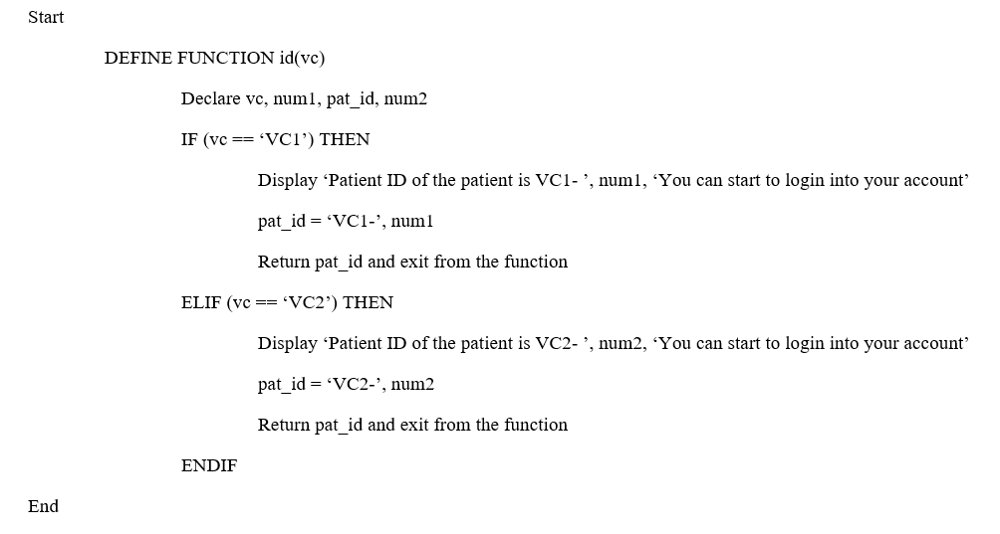 Start
DEFINE FUNCTION id(vc)
Declare vc, num1, pat_id, num2
IF (vc == ‘VC1’) THEN
Display ‘Patient ID of the patient is VC1- ’, num1, ‘You can start to login into your account’
pat_id = ‘VC1-’, num1
Return pat_id and exit from the function
ELIF (vc == ‘VC2’) THEN
Display ‘Patient ID of the patient is VC2- ’, num2, ‘You can start to login into your account’
pat_id = ‘VC2-’, num2
Return pat_id and exit from the function
ENDIF
End